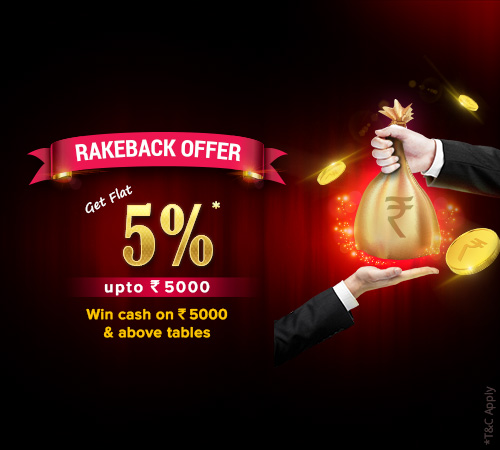 RAKEBACK OFFER
Get Flat
5%*
upto ₹ 5000
Win cash on ₹ 5000
& above tables
₹
₹
*T&C Apply